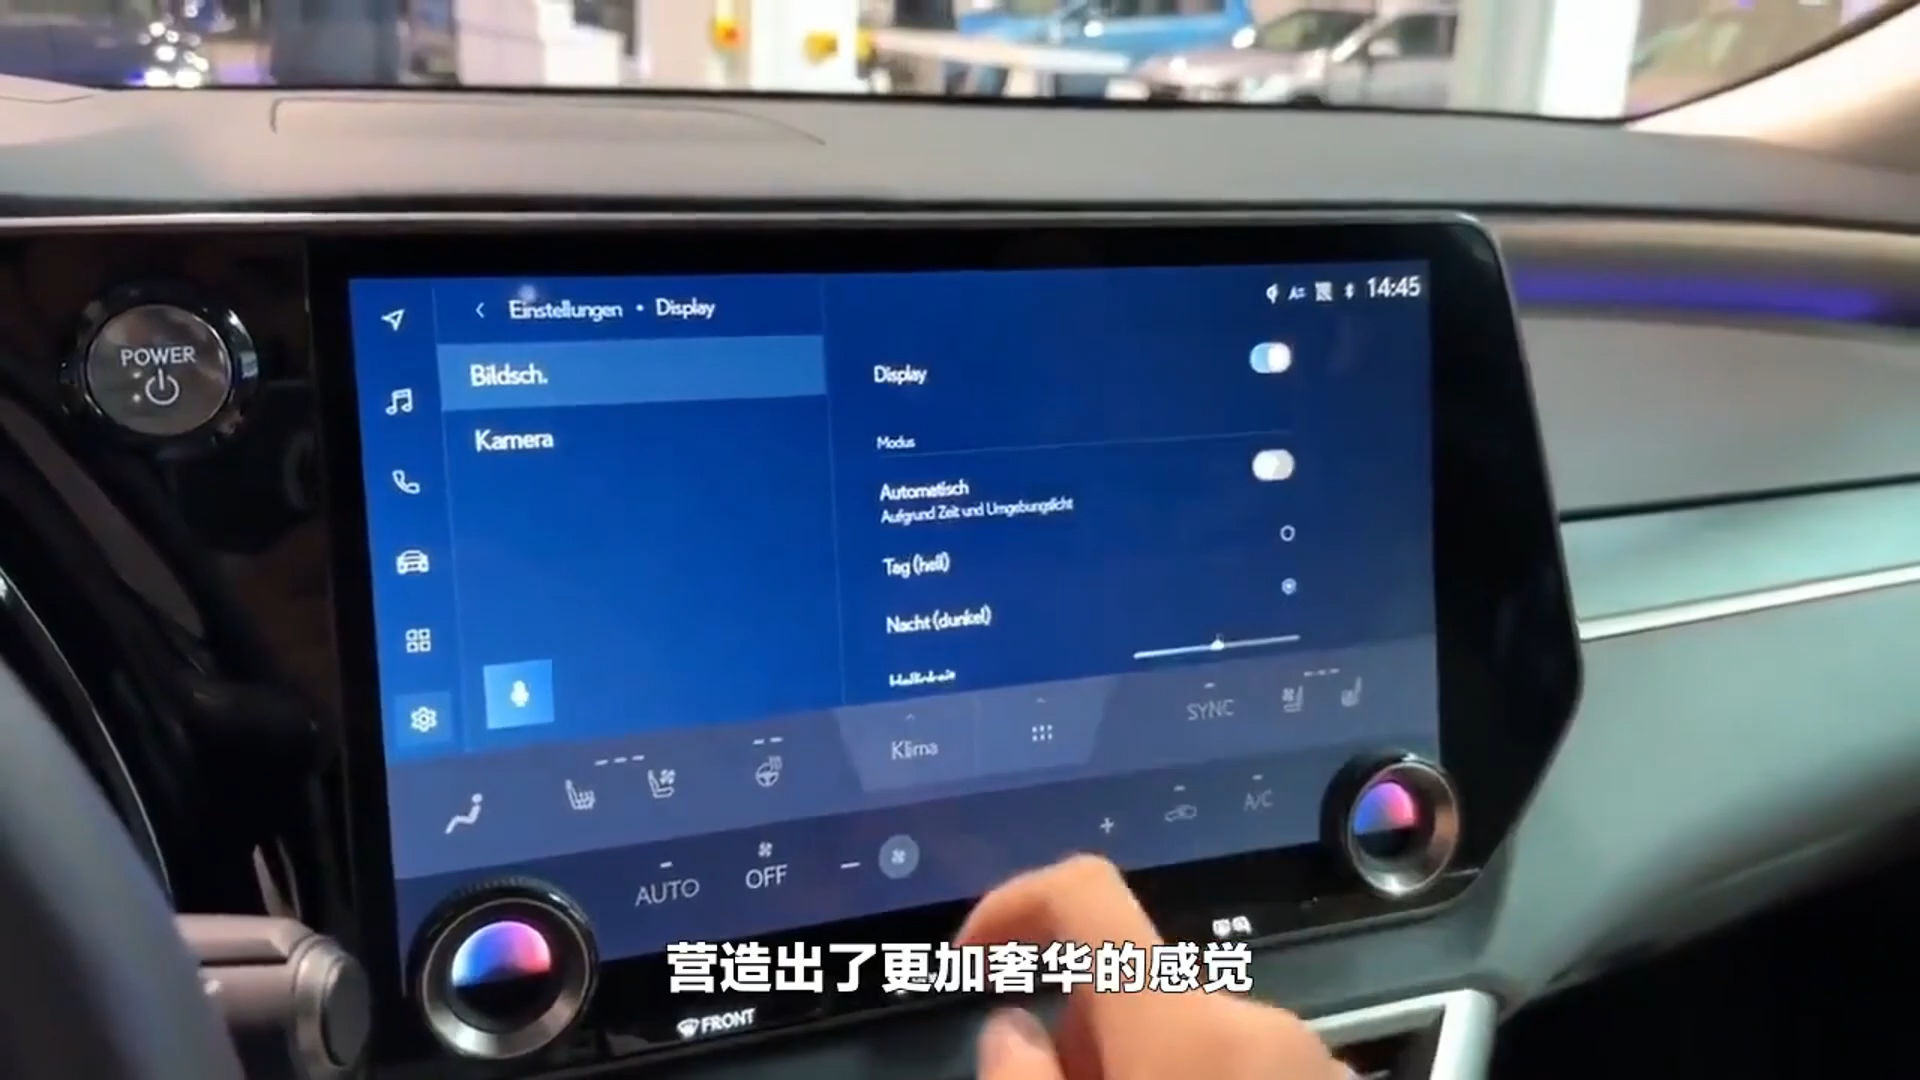 14:45
Einstellungen • Display
POWER
Bildsch.
Display
Kamera
Modus
Automatisch
Aufgrund Zeit und Umgebungslicht
Tag (hell)
Nacht (dunkel)
SYNC
Klima
A/C
AUTO
OFF
营造出了更加奢华的感觉
FRONT